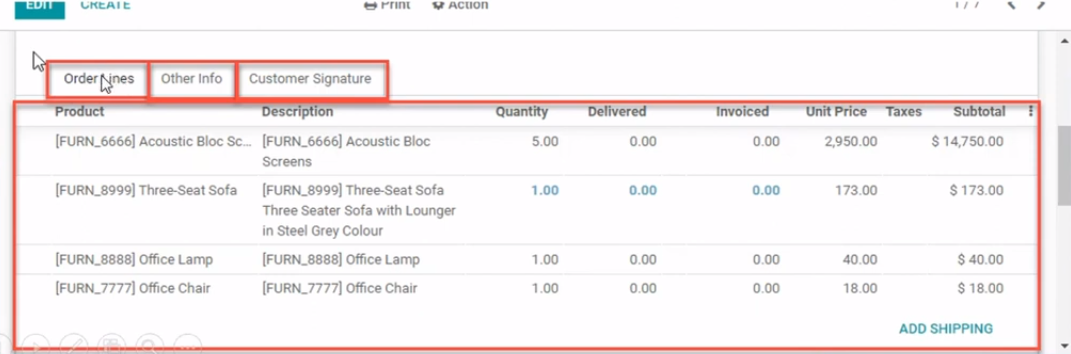 EDIT CREATE Print Action 1 / 7
Order Lines Other Info Customer Signature
Product Description Quantity Delivered Invoiced Unit Price Taxes Subtotal
[FURN_6666] Acoustic Bloc Sc... [FURN_6666] Acoustic Bloc 5.00 0.00 0.00 2,950.00 $ 14,750.00
Screens
[FURN_8999] Three-Seat Sofa [FURN_8999] Three-Seat Sofa 1.00 0.00 0.00 173.00 $ 173.00
Three Seater Sofa with Lounger
in Steel Grey Colour
[FURN_8888] Office Lamp [FURN_8888] Office Lamp 1.00 0.00 0.00 40.00 $ 40.00
[FURN_7777] Office Chair [FURN_7777] Office Chair 1.00 0.00 0.00 18.00 $ 18.00
ADD SHIPPING